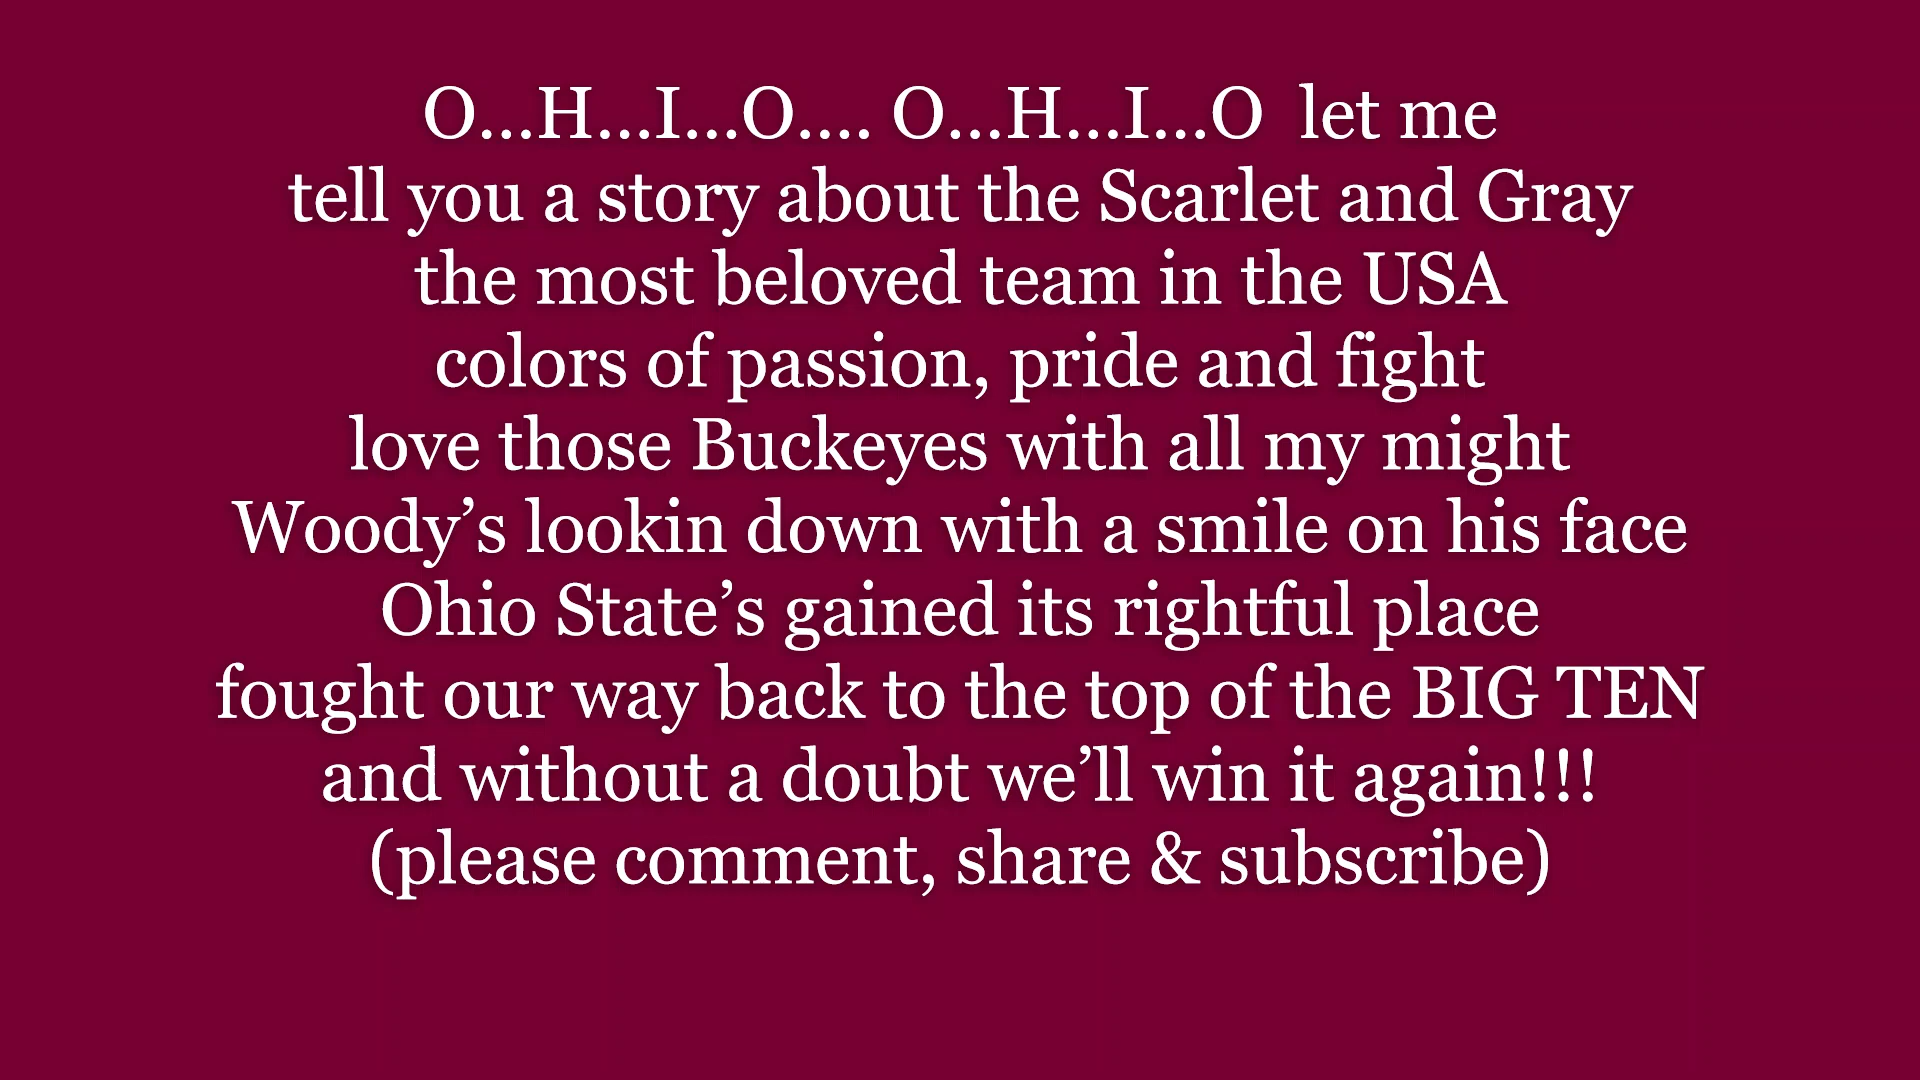 O...H...I...O.... O...H...I...O  let me
tell you a story about the Scarlet and Gray
the most beloved team in the USA
colors of passion, pride and fight
love those Buckeyes with all my might
Woody’s lookin down with a smile on his face
Ohio State’s gained its rightful place
fought our way back to the top of the BIG TEN
and without a doubt we’ll win it again!!!
(please comment, share & subscribe)